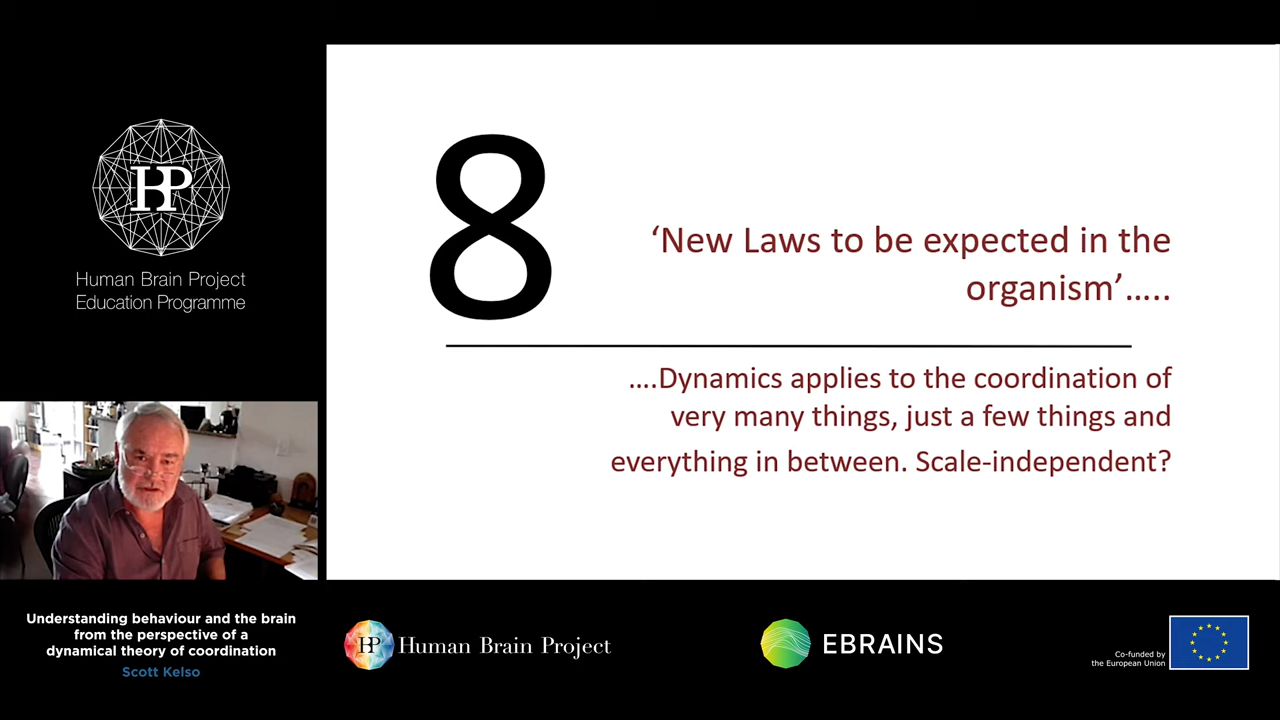 HP
Human Brain Project
Education Programme
8
‘New Laws to be expected in the
organism’…..
….Dynamics applies to the coordination of
very many things, just a few things and
everything in between. Scale-independent?
Understanding behaviour and the brain
from the perspective of a
dynamical theory of coordination
Scott Kelso
HP Human Brain Project
EBRAINS
Co-funded by
the European Union